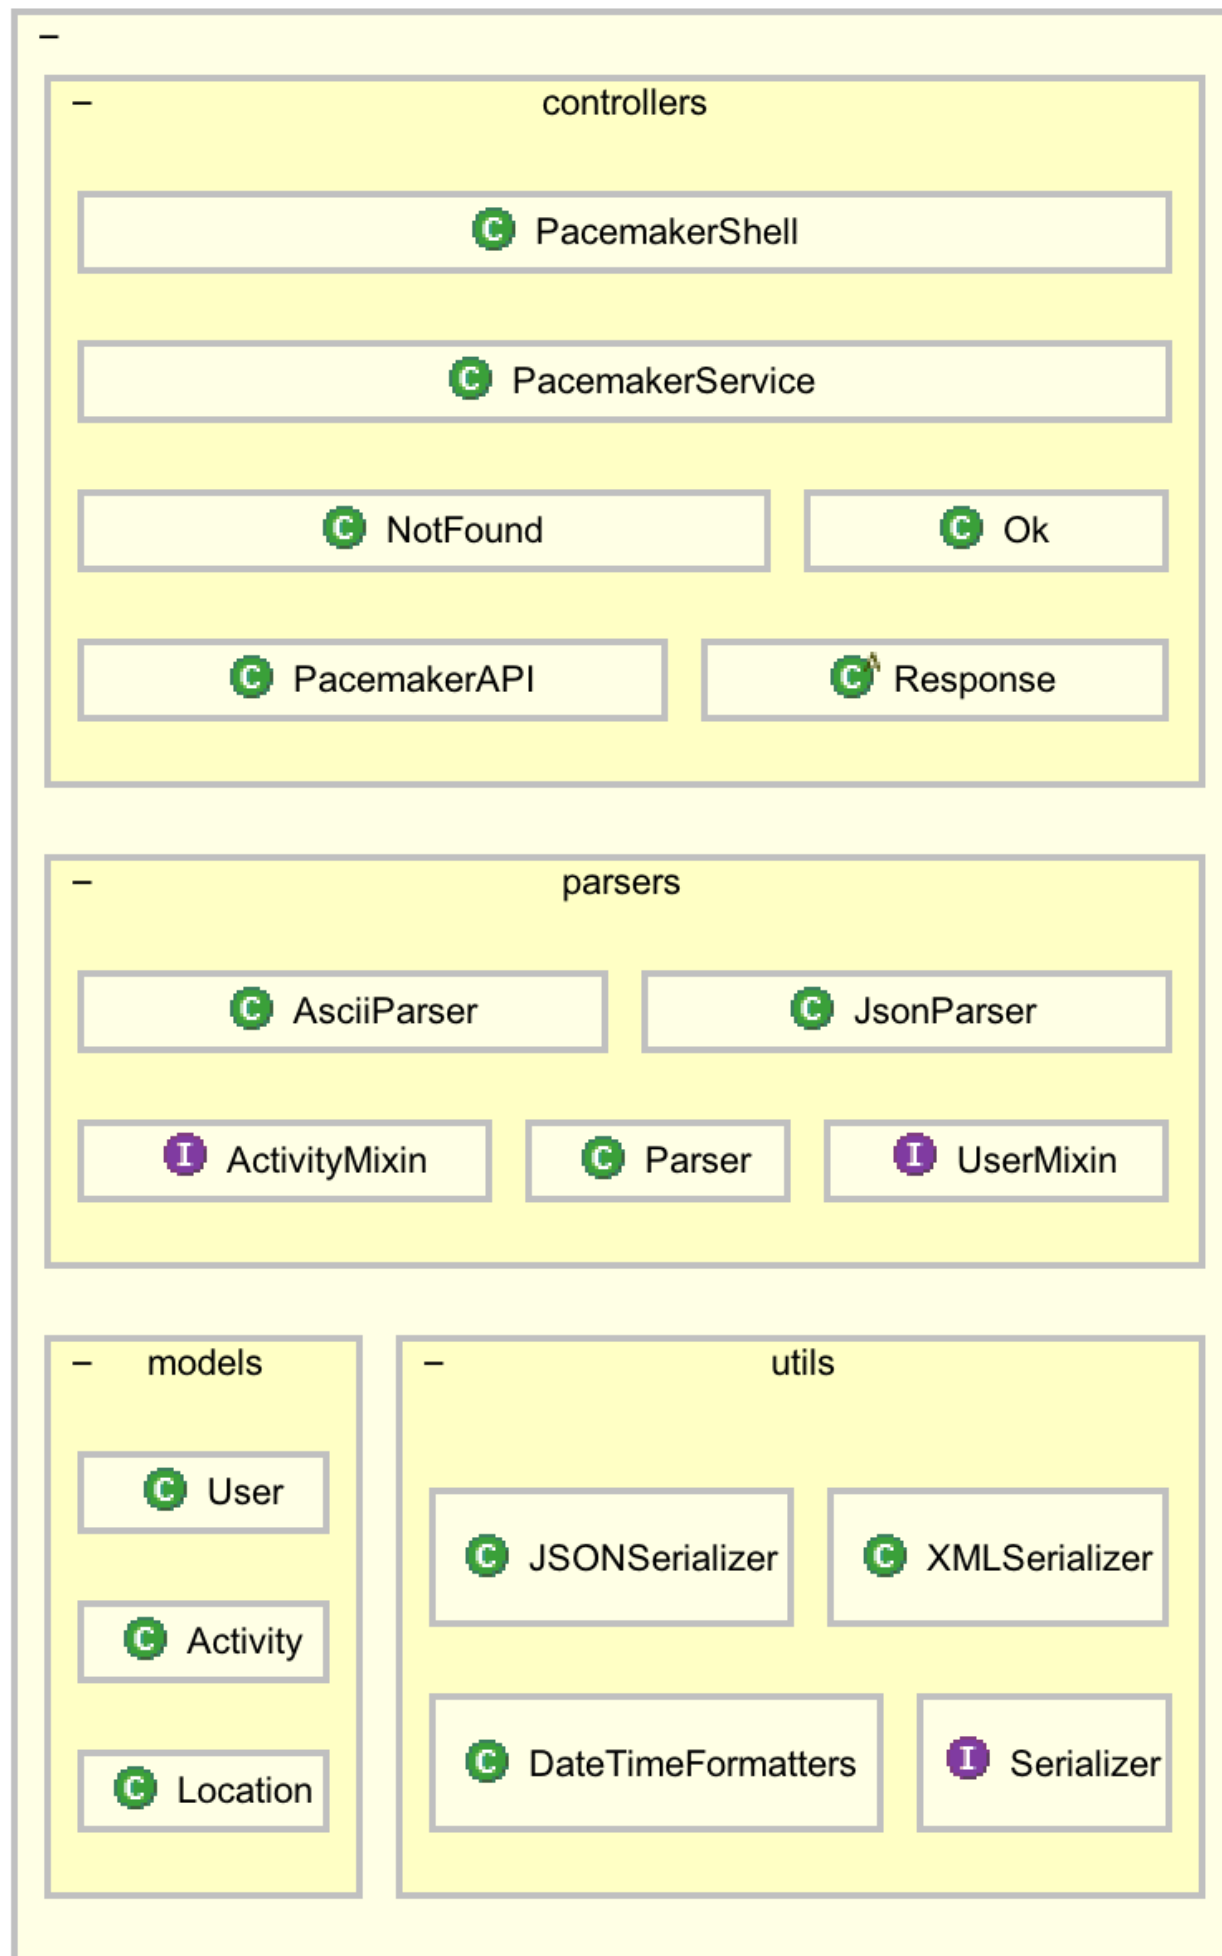 –
– controllers
C PacemakerShell
C PacemakerService
C NotFound
C Ok
C PacemakerAPI
C Response
– parsers
C AsciiParser
C JsonParser
I ActivityMixin
C Parser
I UserMixin
– models
C User
C Activity
C Location
– utils
C JSONSerializer
C XMLSerializer
C DateTimeFormatters
I Serializer